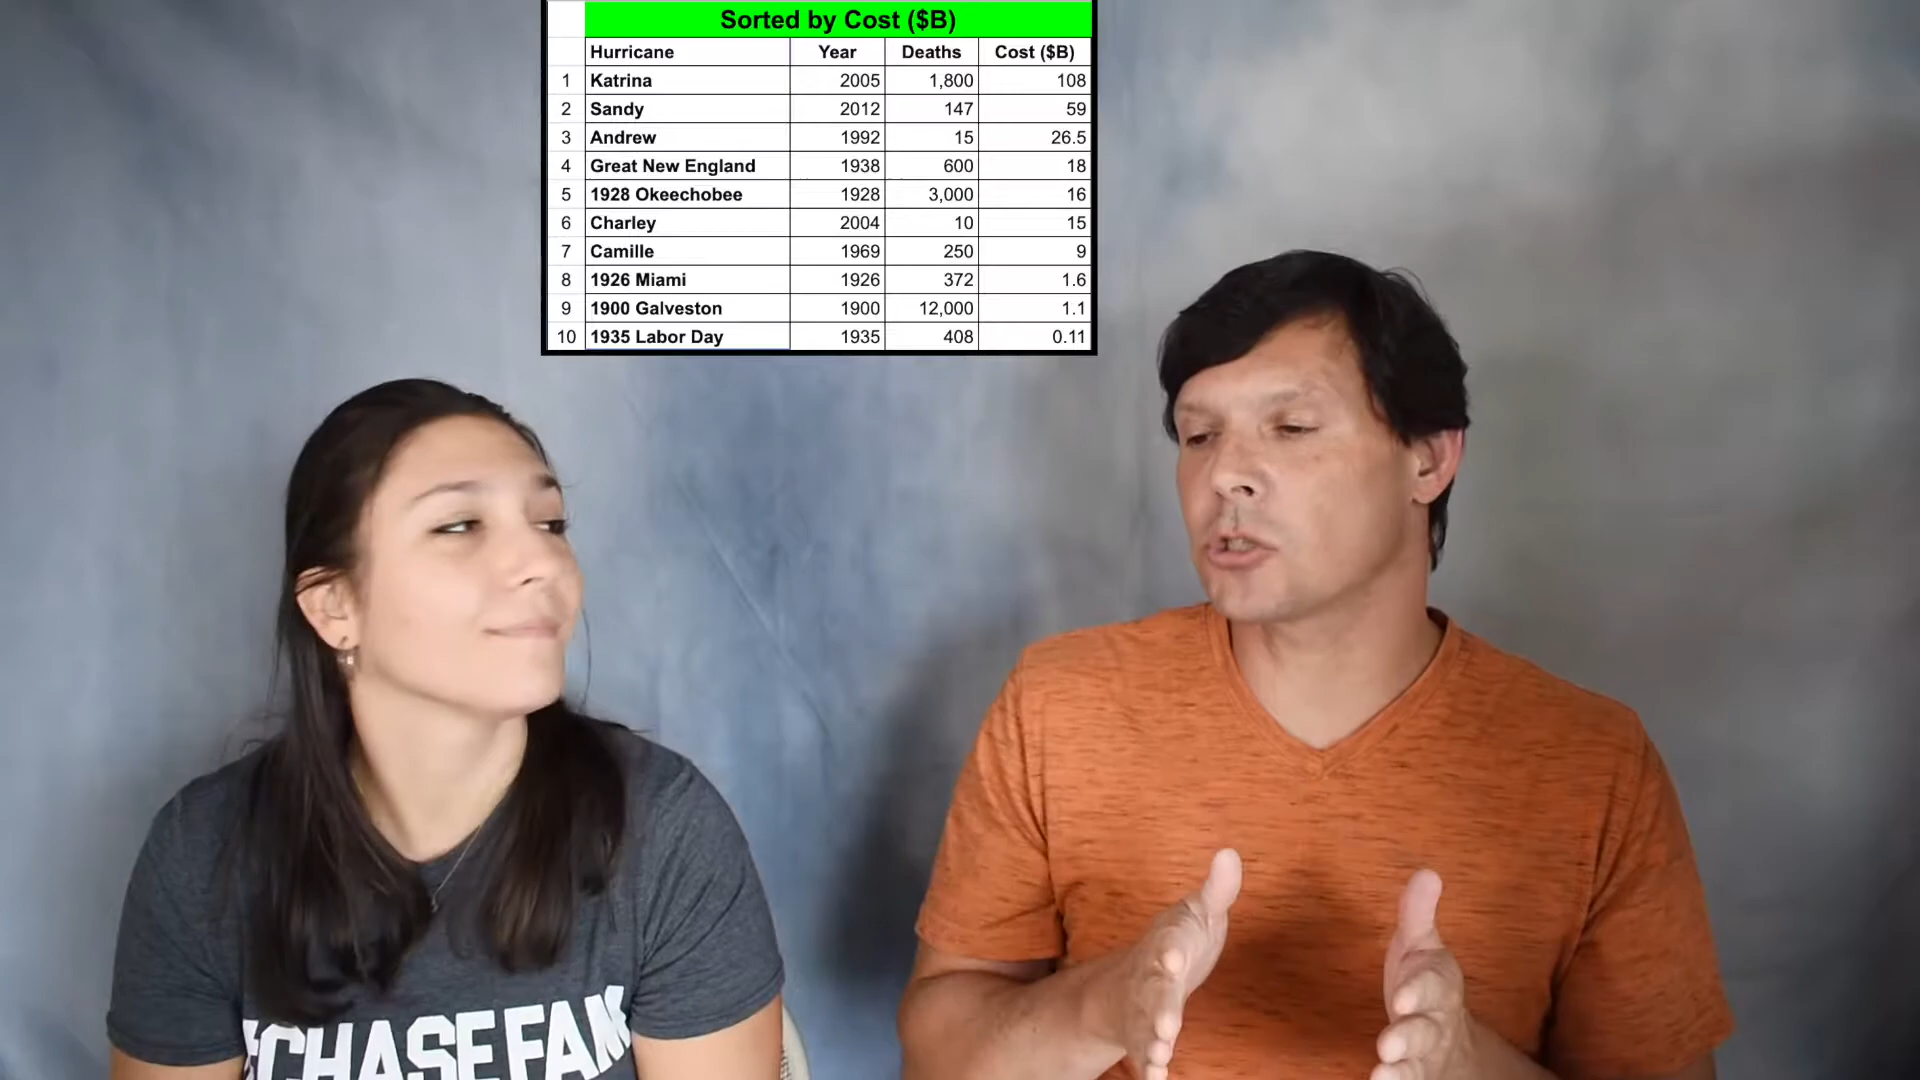 Sorted by Cost ($B)
Hurricane Year Deaths Cost ($B)
1 Katrina 2005 1,800 108
2 Sandy 2012 147 59
3 Andrew 1992 15 26.5
4 Great New England 1938 600 18
5 1928 Okeechobee 1928 3,000 16
6 Charley 2004 10 15
7 Camille 1969 250 9
8 1926 Miami 1926 372 1.6
9 1900 Galveston 1900 12,000 1.1
10 1935 Labor Day 1935 408 0.11
#CHASEFAM